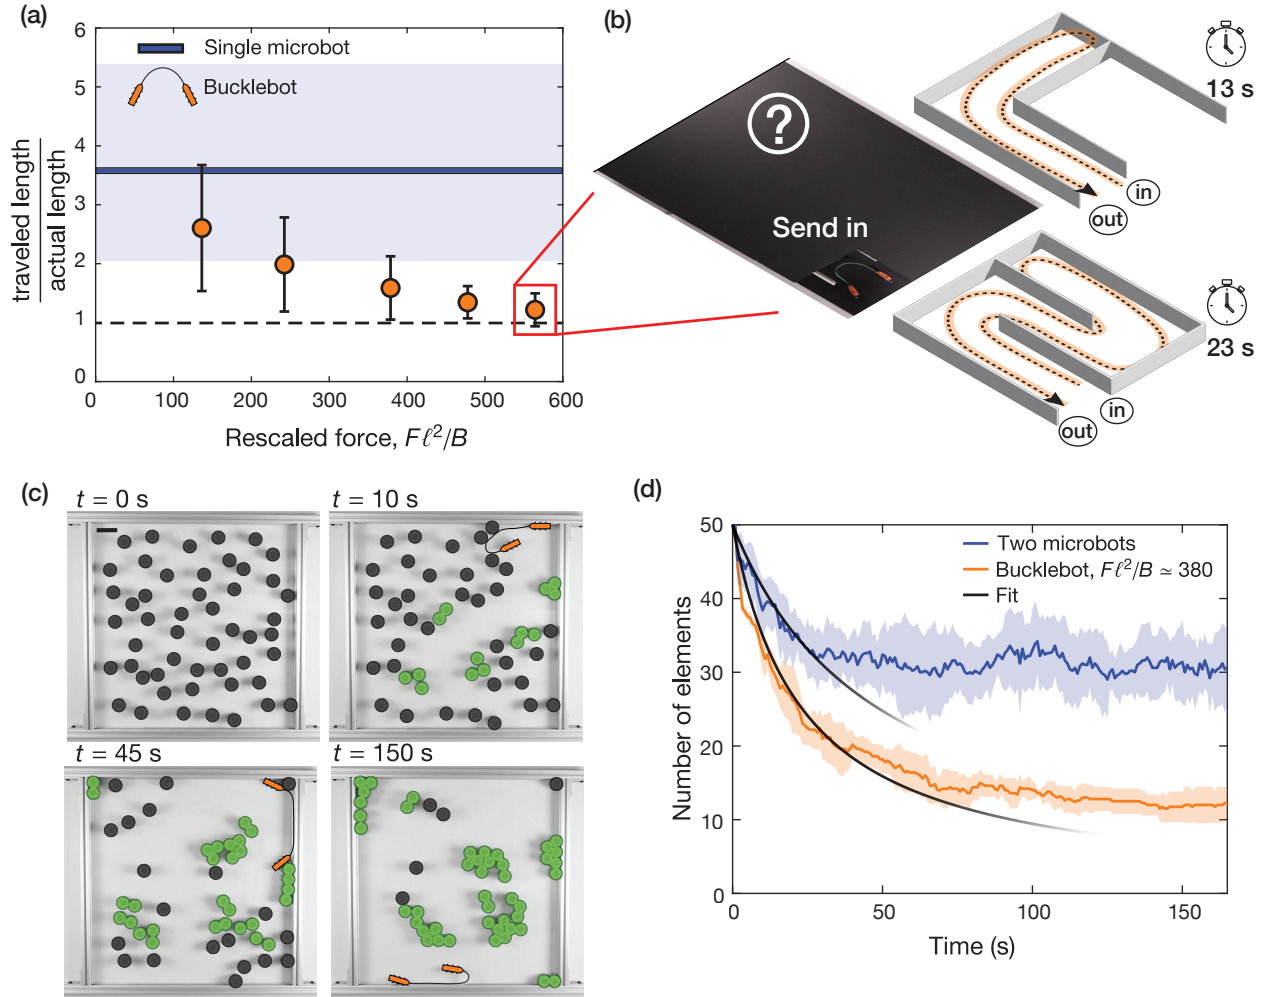 (a)
6
5
4
3
2
1
0
traveled length
actual length
Single microbot
Bucklebot
0 100 200 300 400 500 600
Rescaled force, Fℓ²/B
(b)
?
Send in
13 s
in
out
23 s
in
out
(c)
t = 0 s
t = 10 s
t = 45 s
t = 150 s
(d)
50
40
30
20
10
0
Number of elements
Two microbots
Bucklebot, Fℓ²/B ≃ 380
Fit
0 50 100 150
Time (s)